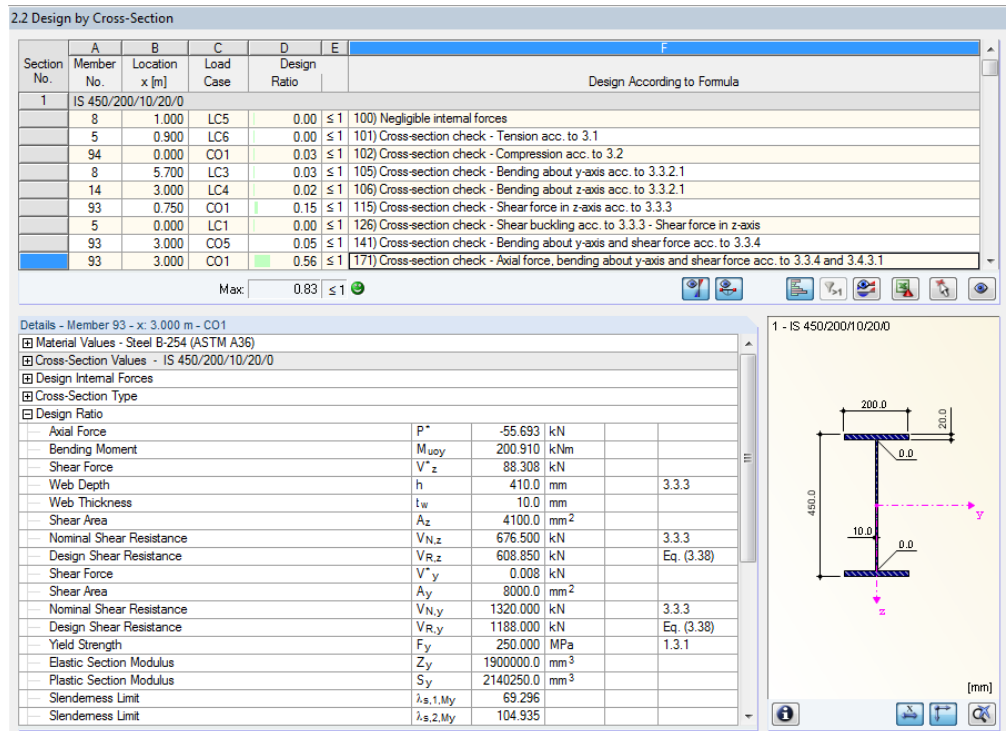 2.2 Design by Cross-Section
A B C D E F
Section Member Location Load Design
No. No. x [m] Case Ratio Design According to Formula
1 IS 450/200/10/20/0
8 1.000 LC5 0.00 ≤ 1 100) Negligible internal forces
5 0.900 LC6 0.00 ≤ 1 101) Cross-section check - Tension acc. to 3.1
94 0.000 CO1 0.03 ≤ 1 102) Cross-section check - Compression acc. to 3.2
8 5.700 LC3 0.03 ≤ 1 105) Cross-section check - Bending about y-axis acc. to 3.3.2.1
14 3.000 LC4 0.02 ≤ 1 106) Cross-section check - Bending about z-axis acc. to 3.3.2.1
93 0.750 CO1 0.15 ≤ 1 115) Cross-section check - Shear force in z-axis acc. to 3.3.3
5 0.000 LC1 0.00 ≤ 1 126) Cross-section check - Shear buckling acc. to 3.3.3 - Shear force in z-axis
93 3.000 CO5 0.05 ≤ 1 141) Cross-section check - Bending about y-axis and shear force acc. to 3.3.4
93 3.000 CO1 0.56 ≤ 1 171) Cross-section check - Axial force, bending about y-axis and shear force acc. to 3.3.4 and 3.4.3.1
Max: 0.83 ≤ 1
Details - Member 93 - x: 3.000 m - CO1
Material Values - Steel B-254 (ASTM A36)
Cross-Section Values - IS 450/200/10/20/0
Design Internal Forces
Cross-Section Type
Design Ratio
Axial Force P* -55.693 kN
Bending Moment Muoy 200.910 kNm
Shear Force V*z 88.308 kN
Web Depth h 410.0 mm 3.3.3
Web Thickness tw 10.0 mm
Shear Area Az 4100.0 mm2
Nominal Shear Resistance VN,z 676.500 kN 3.3.3
Design Shear Resistance VR,z 608.850 kN Eq. (3.38)
Shear Force V*y 0.008 kN
Shear Area Ay 8000.0 mm2
Nominal Shear Resistance VN,y 1320.000 kN 3.3.3
Design Shear Resistance VR,y 1188.000 kN Eq. (3.38)
Yield Strength Fy 250.000 MPa 1.3.1
Elastic Section Modulus Zy 1900000.0 mm3
Plastic Section Modulus Sy 2140250.0 mm3
Slenderness Limit λs,1,My 69.296
Slenderness Limit λs,2,My 104.935
1 - IS 450/200/10/20/0
200.0
20.0
0.0
450.0
y
10.0
0.0
z
[mm]